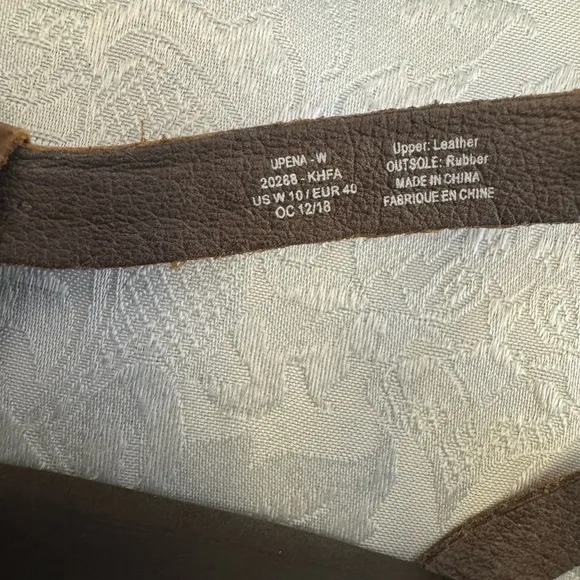 UPENA - W
20268 - KHFA
US W 10 / EUR 40
OC 12/18
Upper: Leather
OUTSOLE: Rubber
MADE IN CHINA
FABRIQUE EN CHINE